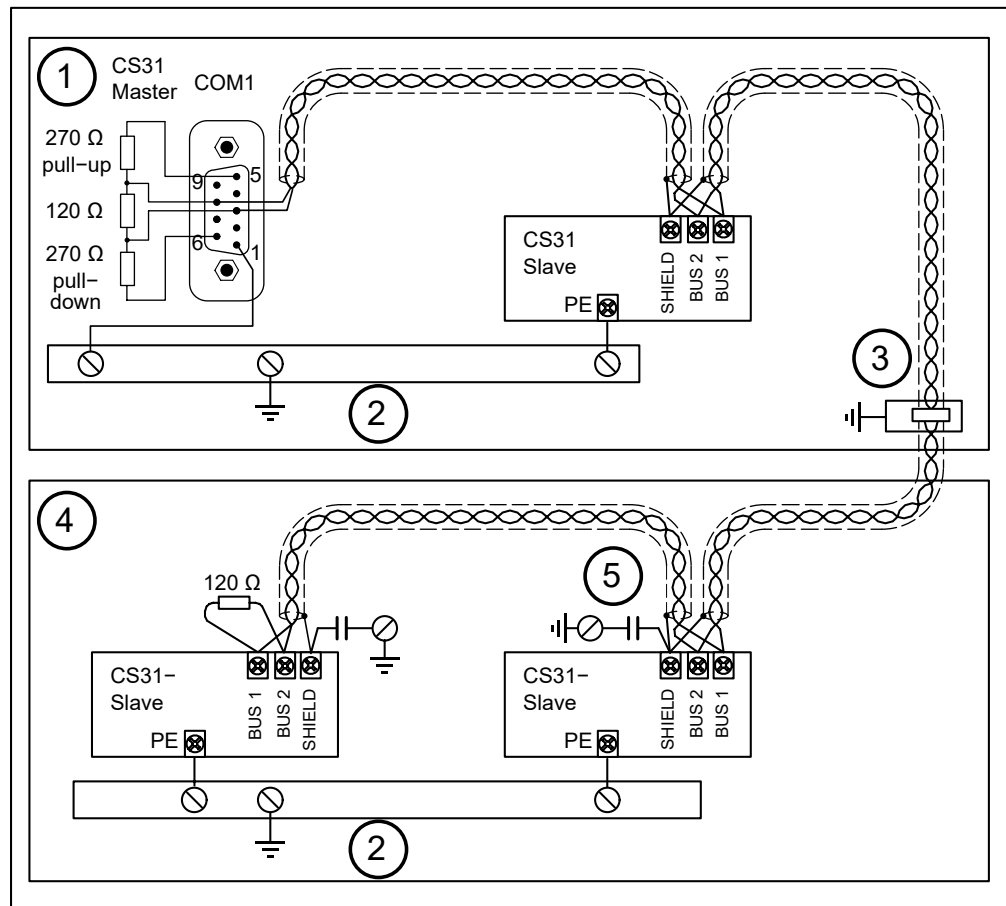 1
CS31
Master
COM1
270 Ω
pull−up
120 Ω
270 Ω
pull−
down
9
5
6
1
CS31
Slave
SHIELD
BUS 2
BUS 1
PE
2
3
4
5
120 Ω
CS31−
Slave
BUS 1
BUS 2
SHIELD
PE
CS31−
Slave
SHIELD
BUS 2
BUS 1
PE
2